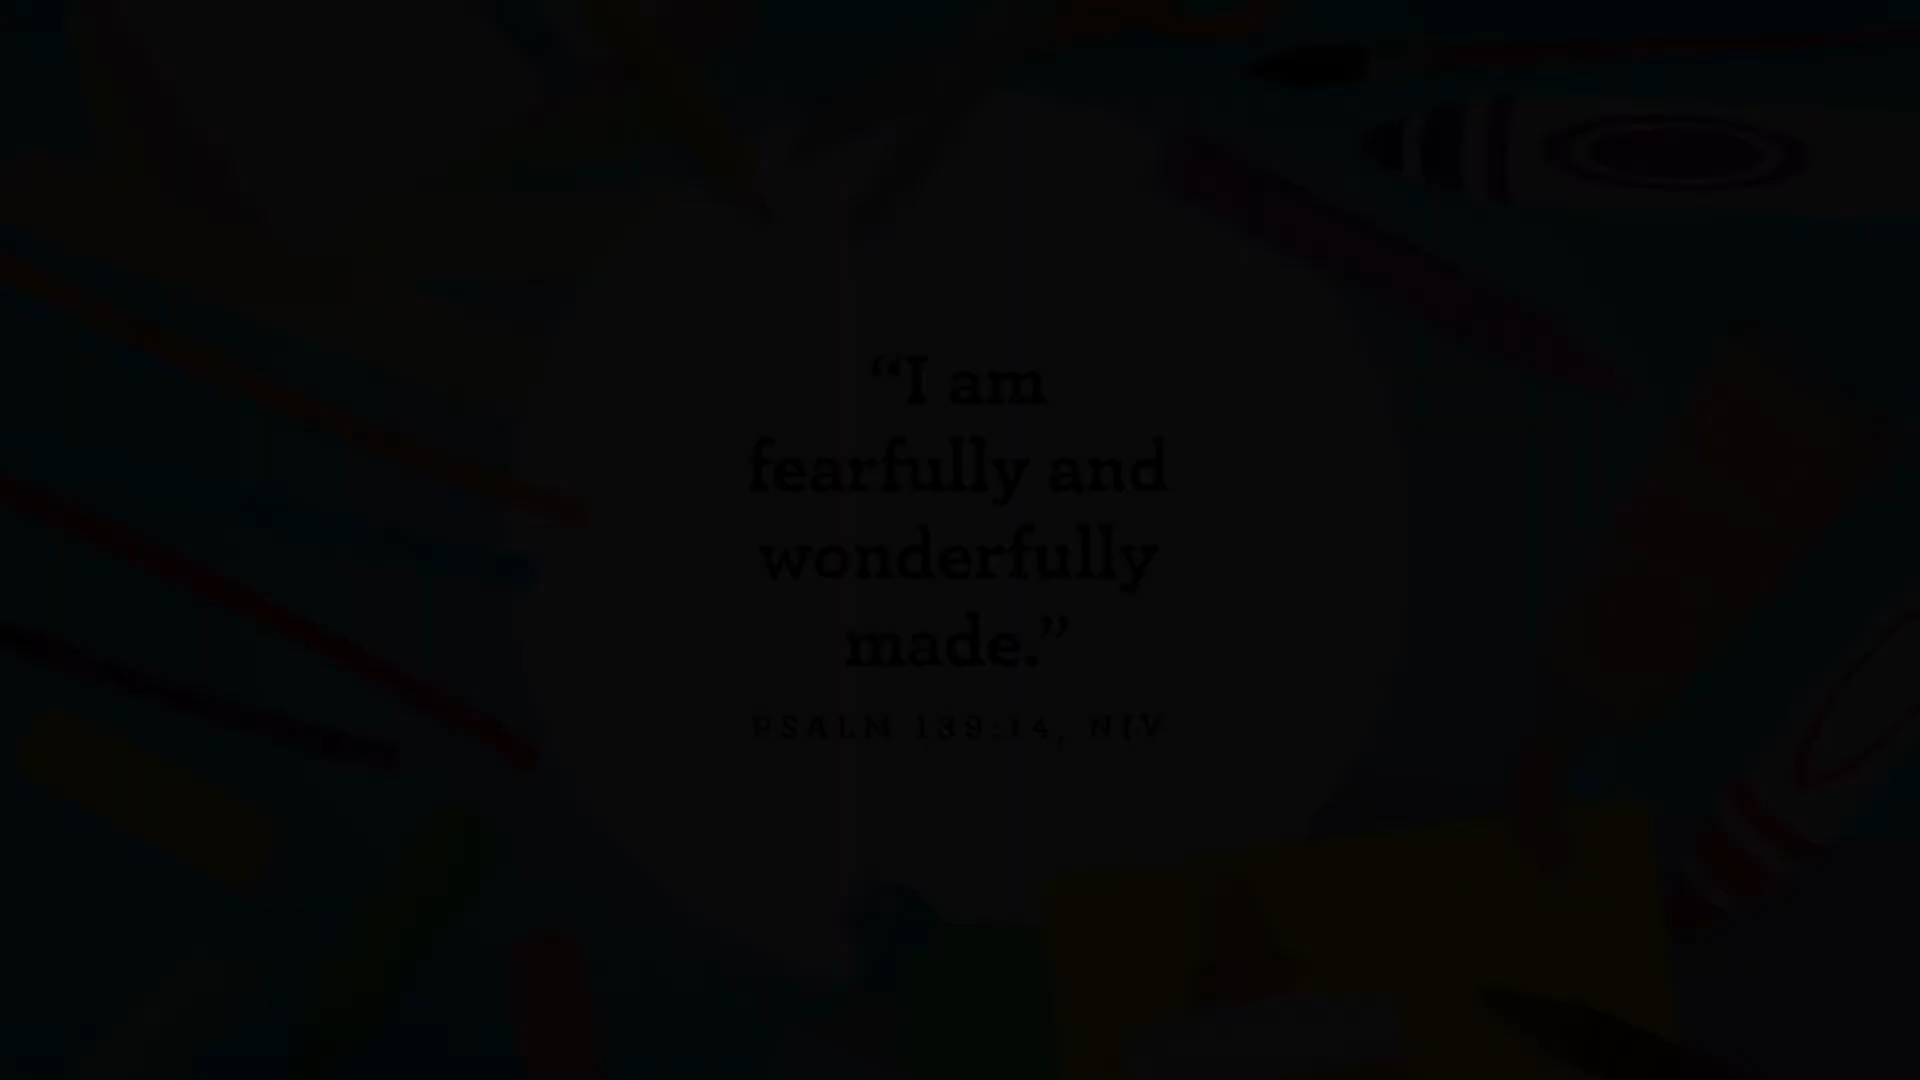 “I am
fearfully and
wonderfully
made.”
PSALM 139:14, NIV